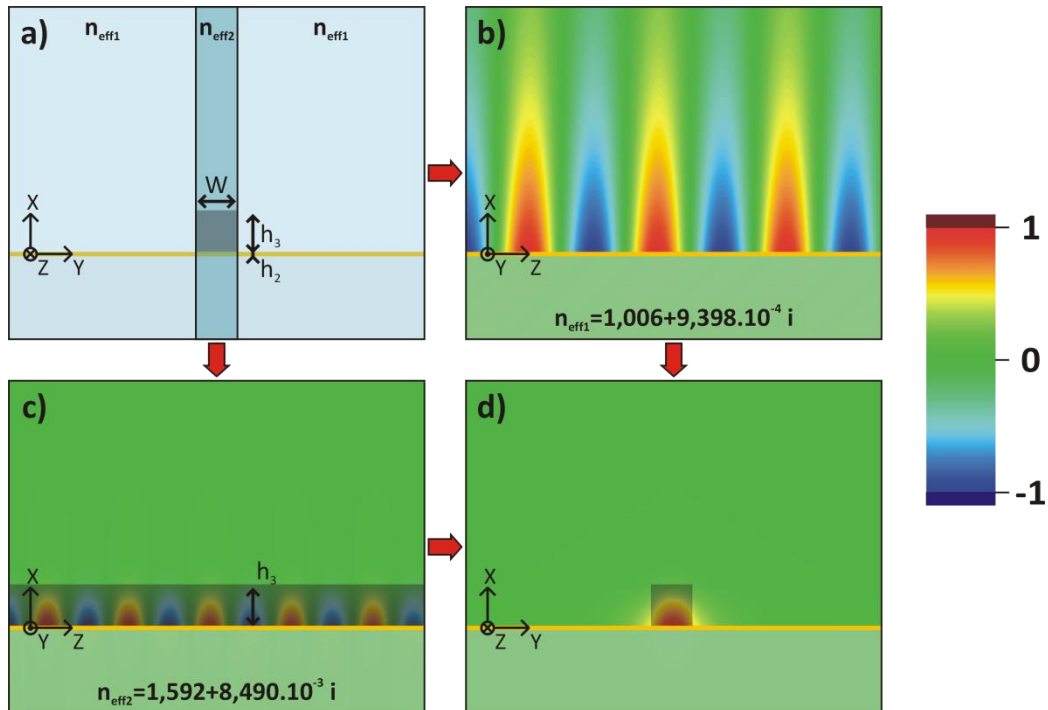 a)
n_eff1 n_eff2 n_eff1
W
X
h₃
Z Y
h₂
b)
X
Y Z
n_eff1=1,006+9,398.10⁻⁴ i
1
0
-1
c)
h₃
X
Y Z
n_eff2=1,592+8,490.10⁻³ i
d)
X
Z Y